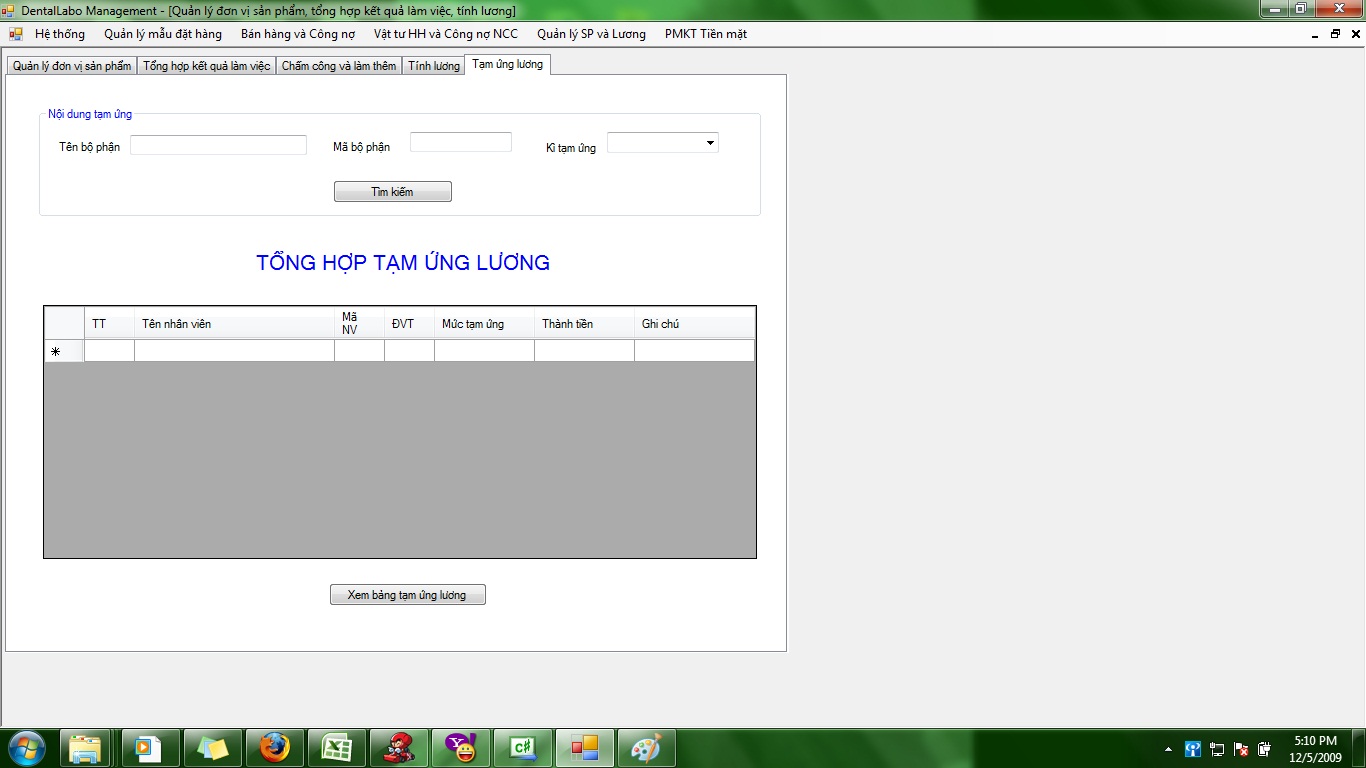 DentalLabo Management - [Quản lý đơn vị sản phẩm, tổng hợp kết quả làm việc, tính lương]
Hệ thống Quản lý mẫu đặt hàng Bán hàng và Công nợ Vật tư HH và Công nợ NCC Quản lý SP và Lương PMKT Tiền mặt
Quản lý đơn vị sản phẩm Tổng hợp kết quả làm việc Chấm công và làm thêm Tính lương Tạm ứng lương
Nội dung tạm ứng
Tên bộ phận Mã bộ phận Kì tạm ứng
Tìm kiếm
TỔNG HỢP TẠM ỨNG LƯƠNG
TT Tên nhân viên Mã NV ĐVT Mức tạm ứng Thành tiền Ghi chú
Xem bảng tạm ứng lương
5:10 PM
12/5/2009